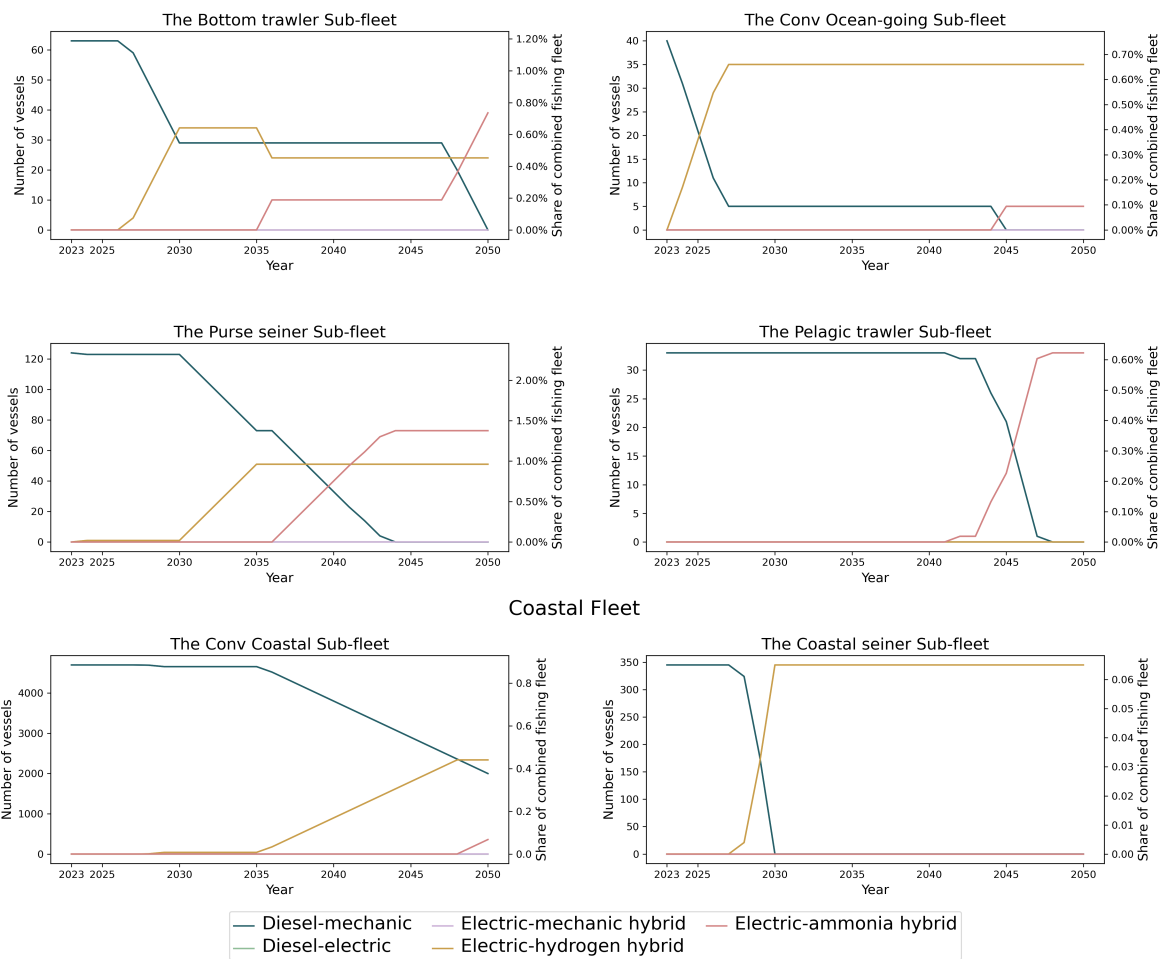 The Bottom trawler Sub-fleet
Number of vessels
60
50
40
30
20
10
0
1.20%
1.00%
0.80%
0.60%
0.40%
0.20%
0.00%
Share of combined fishing fleet
2023 2025 2030 2035 2040 2045 2050
Year
The Conv Ocean-going Sub-fleet
Number of vessels
40
35
30
25
20
15
10
5
0
0.70%
0.60%
0.50%
0.40%
0.30%
0.20%
0.10%
0.00%
Share of combined fishing fleet
2023 2025 2030 2035 2040 2045 2050
Year
The Purse seiner Sub-fleet
Number of vessels
120
100
80
60
40
20
0
2.00%
1.50%
1.00%
0.50%
0.00%
Share of combined fishing fleet
2023 2025 2030 2035 2040 2045 2050
Year
The Pelagic trawler Sub-fleet
Number of vessels
30
25
20
15
10
5
0
0.60%
0.50%
0.40%
0.30%
0.20%
0.10%
0.00%
Share of combined fishing fleet
2023 2025 2030 2035 2040 2045 2050
Year
Coastal Fleet
The Conv Coastal Sub-fleet
Number of vessels
4000
3000
2000
1000
0
0.8
0.6
0.4
0.2
0.0
Share of combined fishing fleet
2023 2025 2030 2035 2040 2045 2050
Year
The Coastal seiner Sub-fleet
Number of vessels
350
300
250
200
150
100
50
0
0.06
0.05
0.04
0.03
0.02
0.01
0.00
Share of combined fishing fleet
2023 2025 2030 2035 2040 2045 2050
Year
Diesel-mechanic Electric-mechanic hybrid Electric-ammonia hybrid
Diesel-electric Electric-hydrogen hybrid